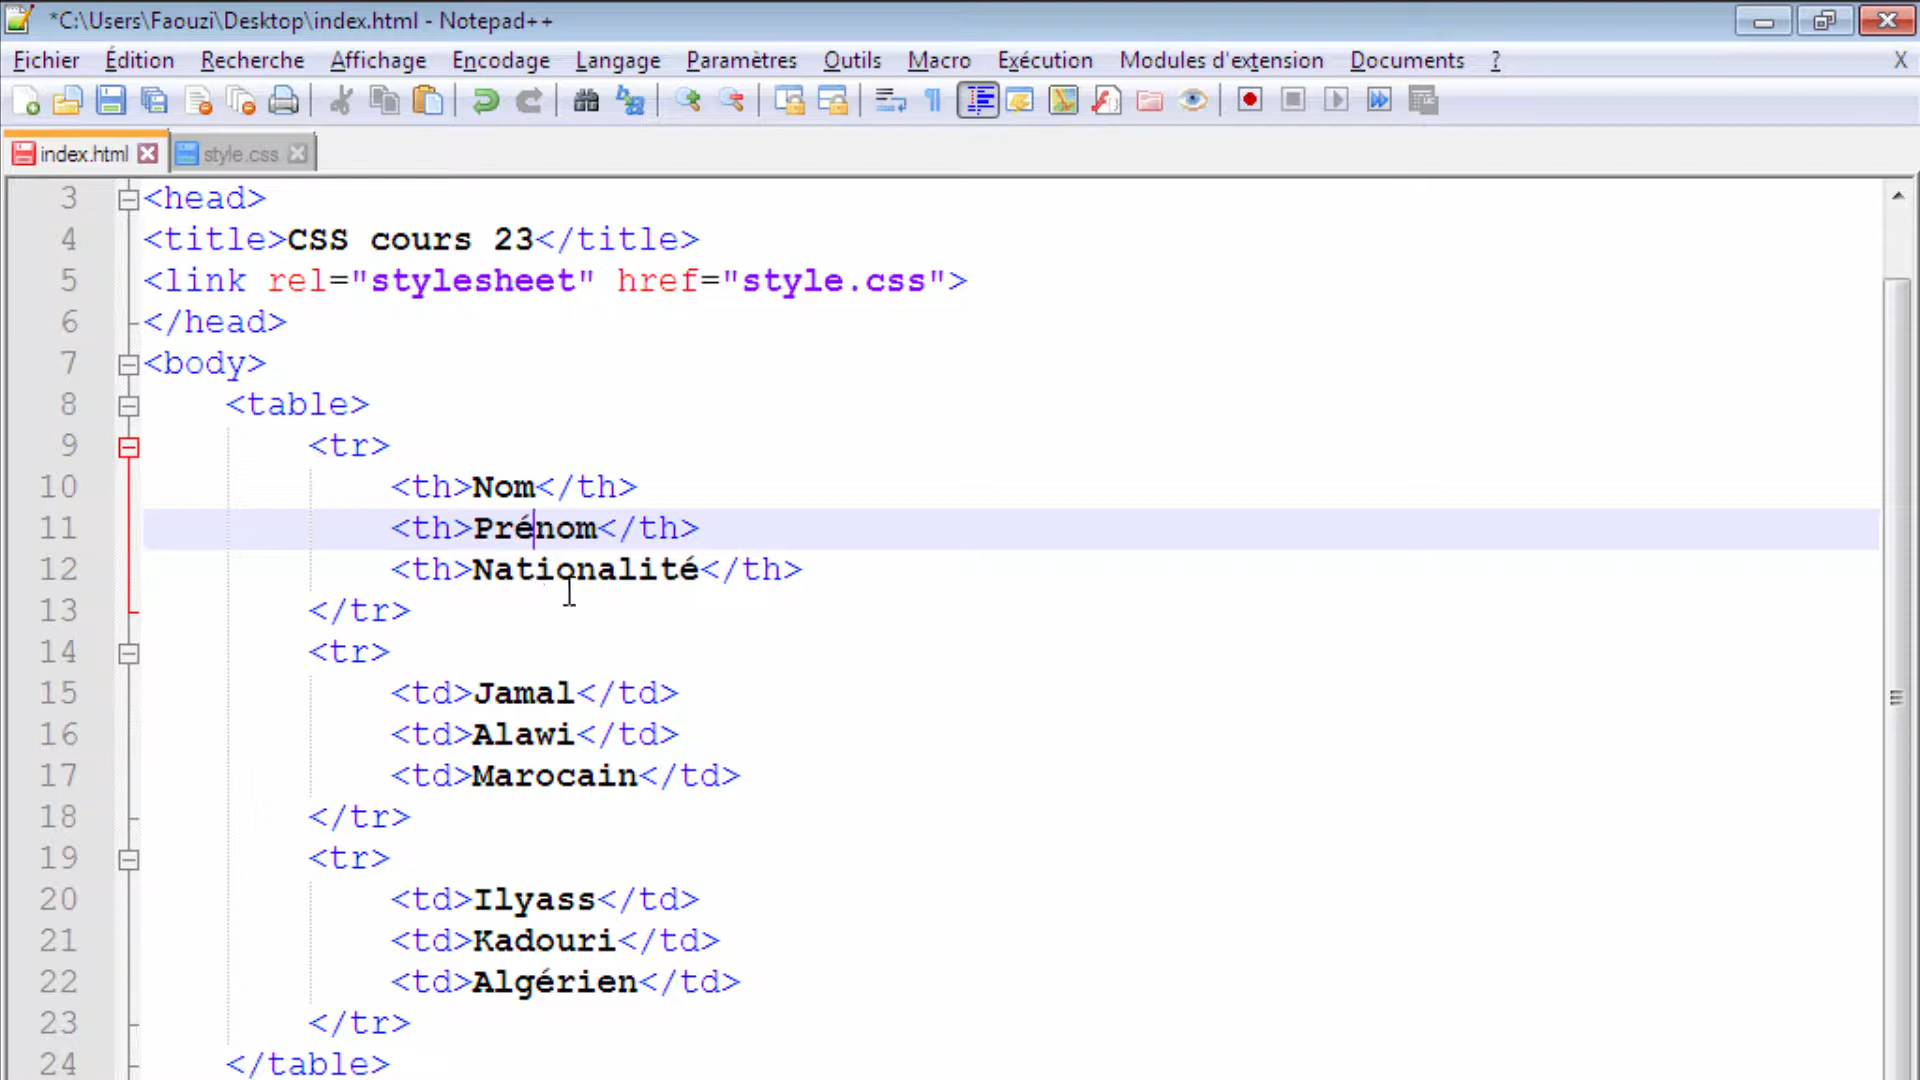 *C:\Users\Faouzi\Desktop\index.html - Notepad++
Fichier Édition Recherche Affichage Encodage Langage Paramètres Outils Macro Exécution Modules d'extension Documents ? X
index.html style.css
3 <head>
4 <title>CSS cours 23</title>
5 <link rel="stylesheet" href="style.css">
6 </head>
7 <body>
8 <table>
9 <tr>
10 <th>Nom</th>
11 <th>Prénom</th>
12 <th>Nationalité</th>
13 </tr>
14 <tr>
15 <td>Jamal</td>
16 <td>Alawi</td>
17 <td>Marocain</td>
18 </tr>
19 <tr>
20 <td>Ilyass</td>
21 <td>Kadouri</td>
22 <td>Algérien</td>
23 </tr>
24 </table>